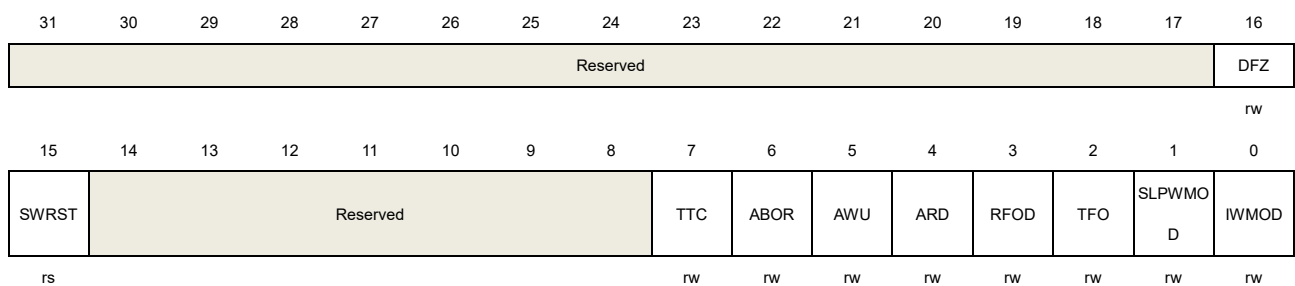 31 30 29 28 27 26 25 24 23 22 21 20 19 18 17 16
Reserved DFZ
rw
15 14 13 12 11 10 9 8 7 6 5 4 3 2 1 0
SWRST Reserved TTC ABOR AWU ARD RFOD TFO SLPWMO IWMOD
D
rs rw rw rw rw rw rw rw rw